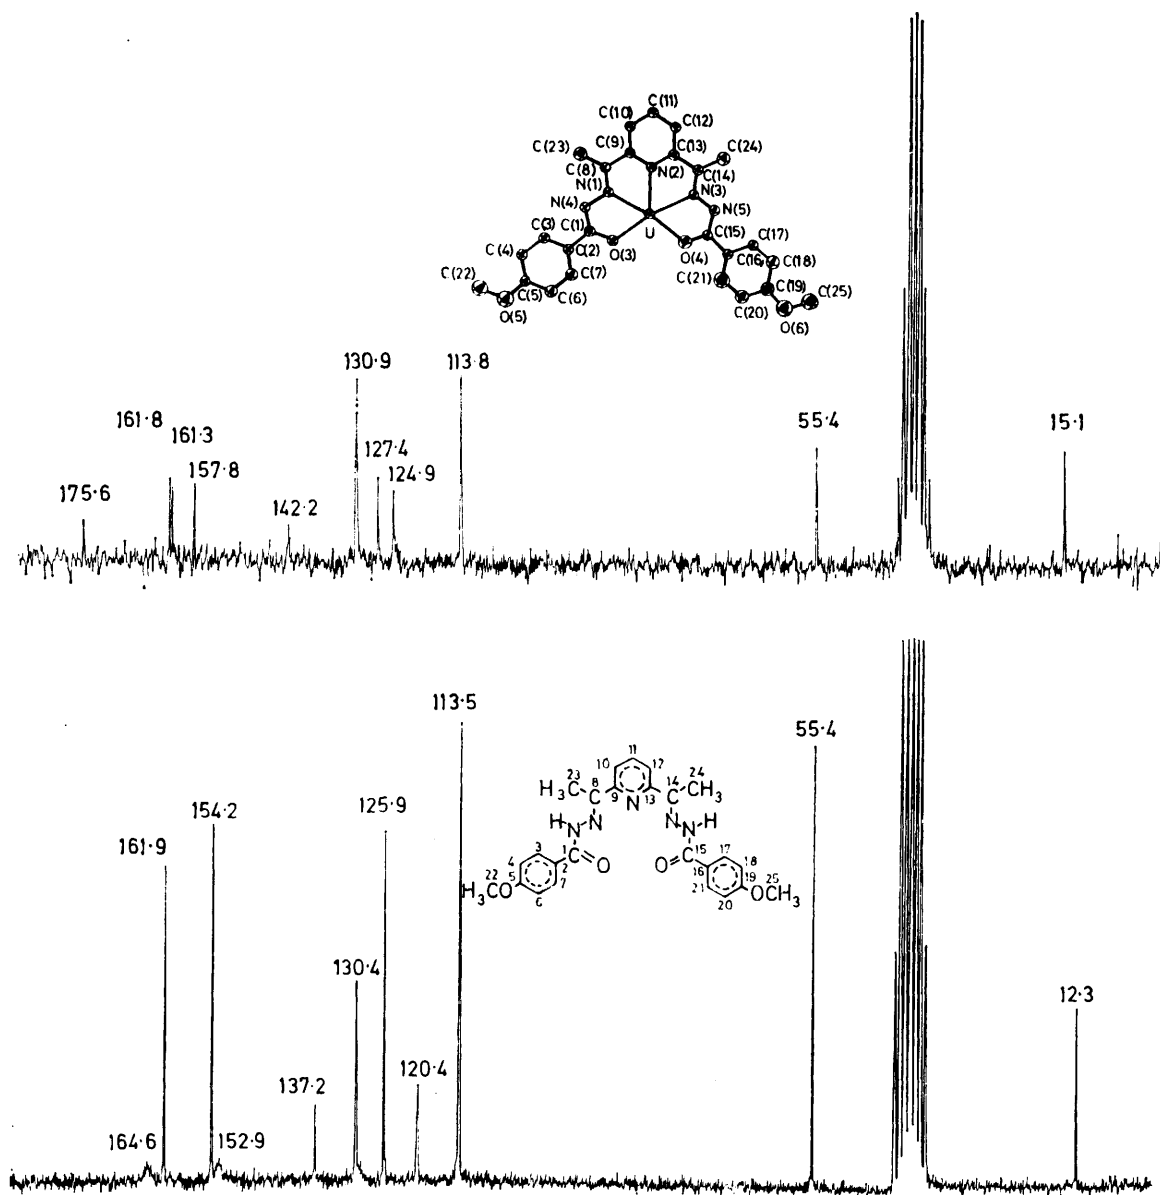 C(11)
C(10) C(12)
C(23) C(9) C(13) C(24)
C(8) N(2) C(14)
N(1) N(3)
N(4) N(5)
C(3) C(1) U C(15) C(17)
C(4) C(2) O(3) O(4) C(16) C(18)
C(22) C(7) C(21) C(19) C(25)
C(5) C(6) C(20)
O(5) O(6)
130·9 113·8
161·8 55·4 15·1
161·3 127·4
157·8 124·9
175·6 142·2
113·5 55·4
11
10 12
23 8 14 24
H₃C C 9 N 13 C CH₃
154·2 125·9
H-N-N N-N-H
161·9
3 1 C=O O=C 15 17
4 2 16 18
22 5 7 21 19 25
H₃CO 6 20 OCH₃
130·4 12·3
137·2 120·4
164·6 152·9